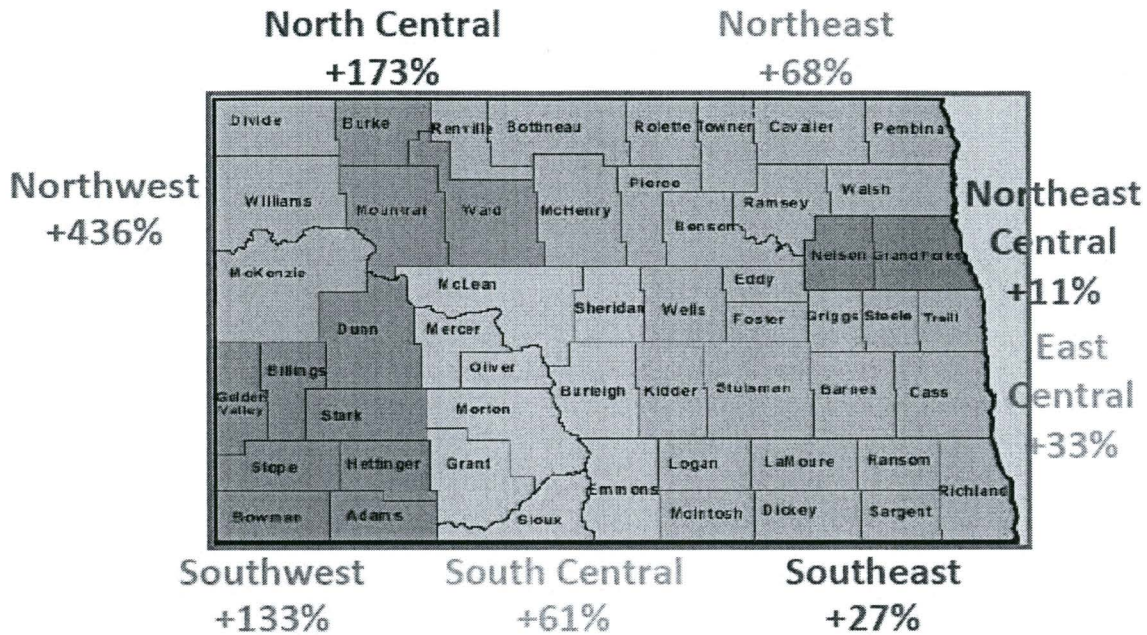 North Central
+173%
Northeast
+68%
Divide Burke Renville Bottineau Rolette Towner Cavalier Pembina
Northwest
+436%
Williams Mountrail Ward McHenry Pierce Benson Ramsey Walsh
Northeast
Central
+11%
Nelson Grand Forks
McKenzie McLean Sheridan Wells Eddy Foster Griggs Steele Traill
Dunn Mercer Oliver
East
Central
+33%
Billings Golden Valley Stark Morton Burleigh Kidder Stutsman Barnes Cass
Slope Hettinger Grant Emmons Logan LaMoure Ransom Richland
Bowman Adams Sioux McIntosh Dickey Sargent
Southwest
+133%
South Central
+61%
Southeast
+27%